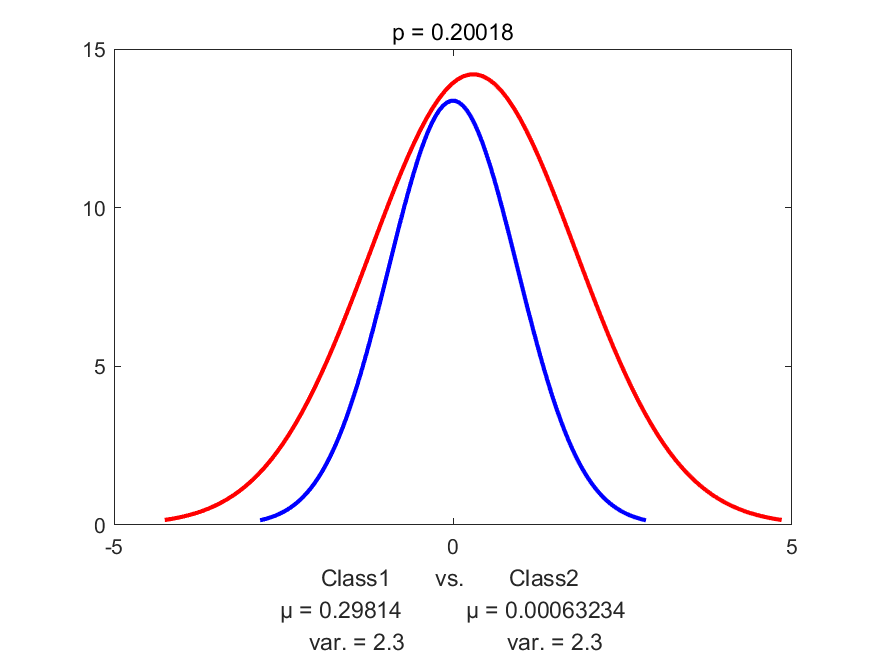 p = 0.20018
15
10
5
0
-5 0 5
Class1 vs. Class2
μ = 0.29814 μ = 0.00063234
var. = 2.3 var. = 2.3